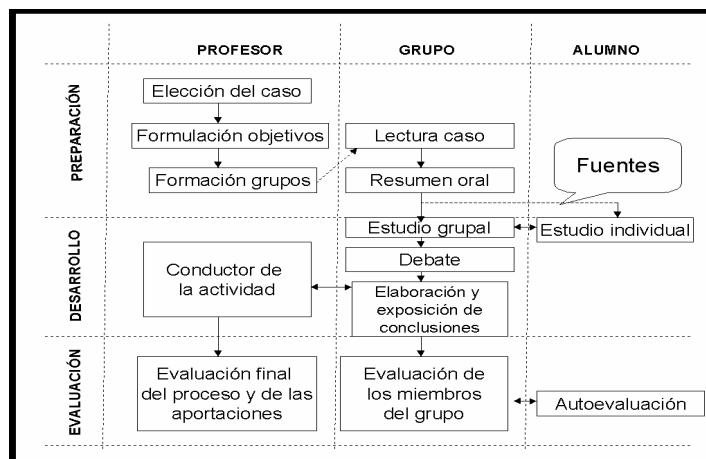 PROFESOR GRUPO ALUMNO
PREPARACIÓN
Elección del caso
Formulación objetivos
Formación grupos
Lectura caso
Resumen oral
Fuentes
DESARROLLO
Conductor de
la actividad
Estudio grupal
Debate
Elaboración y
exposición de
conclusiones
Estudio individual
EVALUACIÓN
Evaluación final
del proceso y de las
aportaciones
Evaluación de
los miembros
del grupo
Autoevaluación